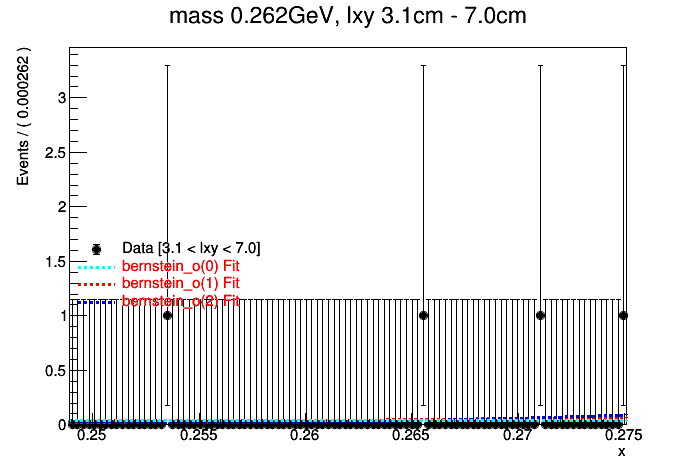 mass 0.262GeV, lxy 3.1cm - 7.0cm
Events / ( 0.000262 )
3
2.5
2
1.5
1
0.5
0
Data [3.1 < lxy < 7.0]
bernstein_o(0) Fit
bernstein_o(1) Fit
bernstein_o(2) Fit
0.25 0.255 0.26 0.265 0.27 0.275
x